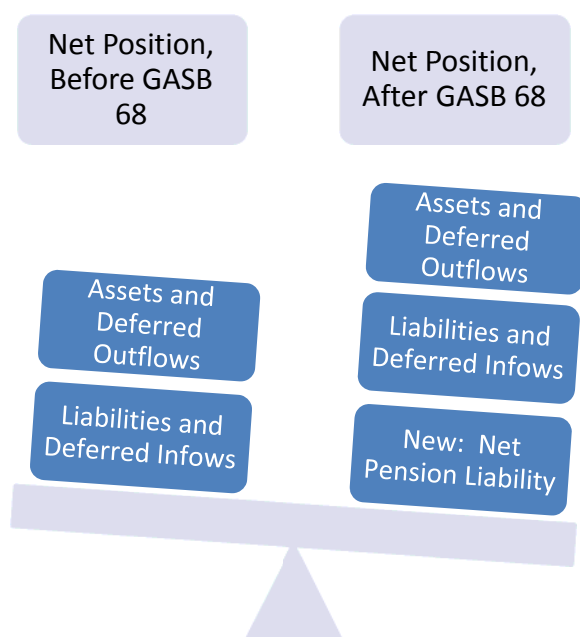 Net Position,
Before GASB
68
Net Position,
After GASB 68
Assets and
Deferred
Outflows
Liabilities and
Deferred Infows
Assets and
Deferred
Outflows
Liabilities and
Deferred Infows
New:  Net
Pension Liability